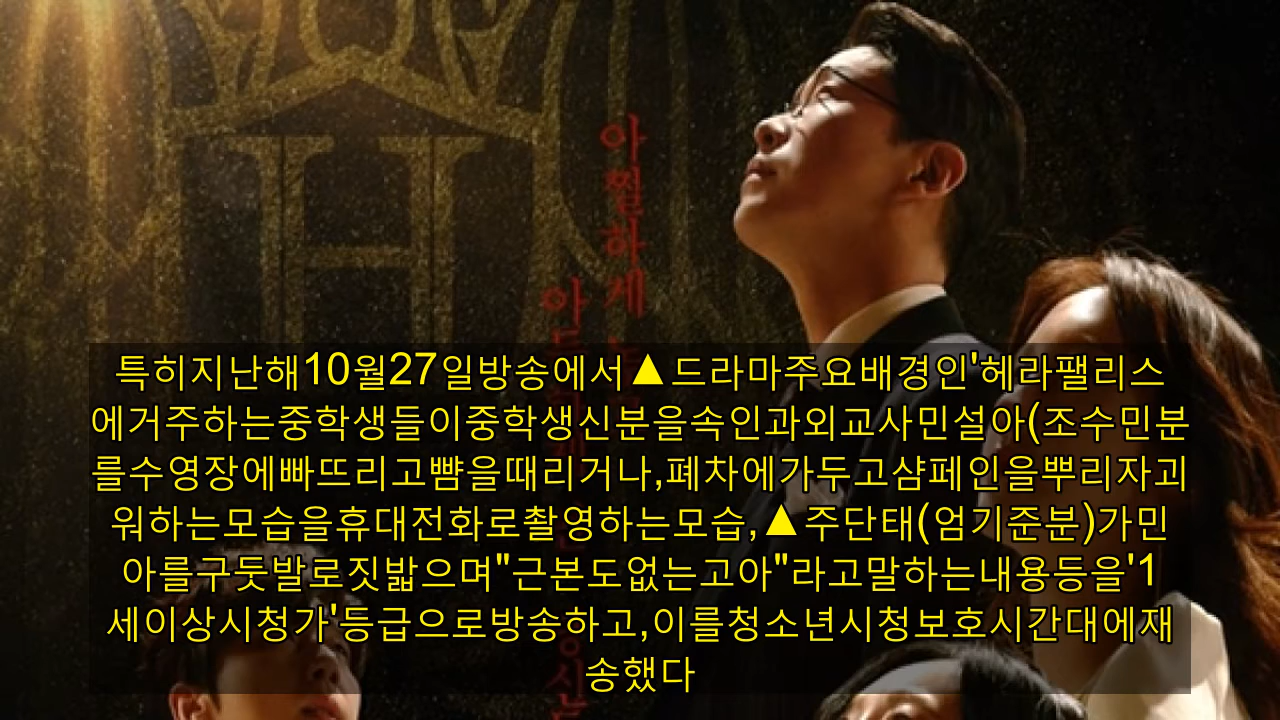 아찔하게
특히지난해10월27일방송에서▲드라마주요배경인'헤라팰리스
에거주하는중학생들이중학생신분을속인과외교사민설아(조수민분
를수영장에빠뜨리고뺨을때리거나,폐차에가두고샴페인을뿌리자괴
워하는모습을휴대전화로촬영하는모습,▲주단태(엄기준분)가민
아를구둣발로짓밟으며"근본도없는고아"라고말하는내용등을'1
세이상시청가'등급으로방송하고,이를청소년시청보호시간대에재
송했다